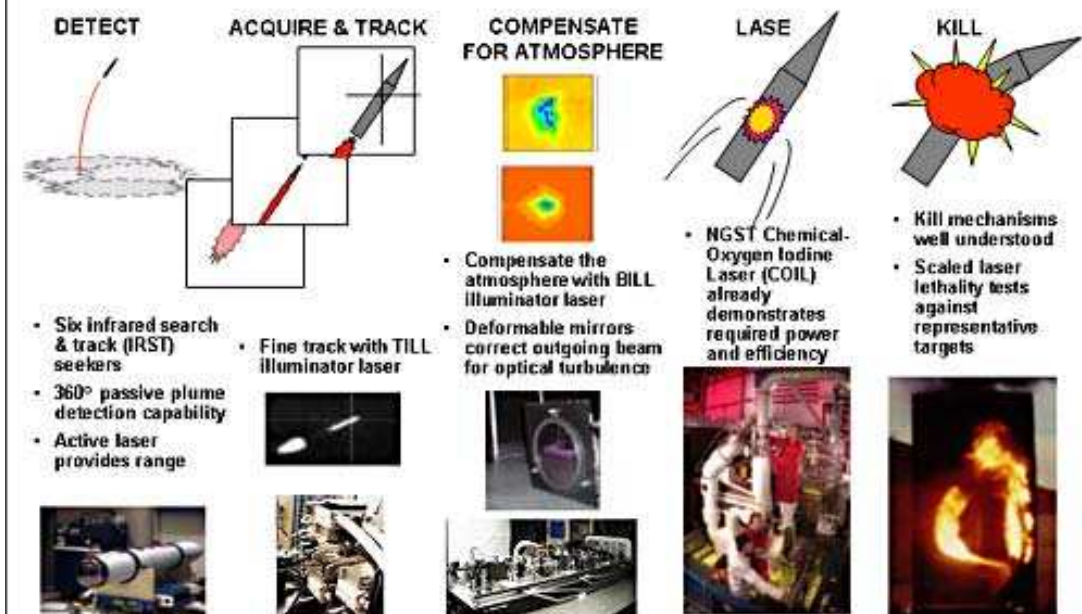 DETECT
ACQUIRE & TRACK
COMPENSATE
FOR ATMOSPHERE
LASE
KILL
• Six infrared search
& track (IRST)
seekers
• 360° passive plume
detection capability
• Active laser
provides range
• Fine track with TILL
illuminator laser
• Compensate the
atmosphere with BILL
illuminator laser
• Deformable mirrors
correct outgoing beam
for optical turbulence
• NGST Chemical-
Oxygen Iodine
Laser (COIL)
already
demonstrates
required power
and efficiency
• Kill mechanisms
well understood
• Scaled laser
lethality tests
against
representative
targets